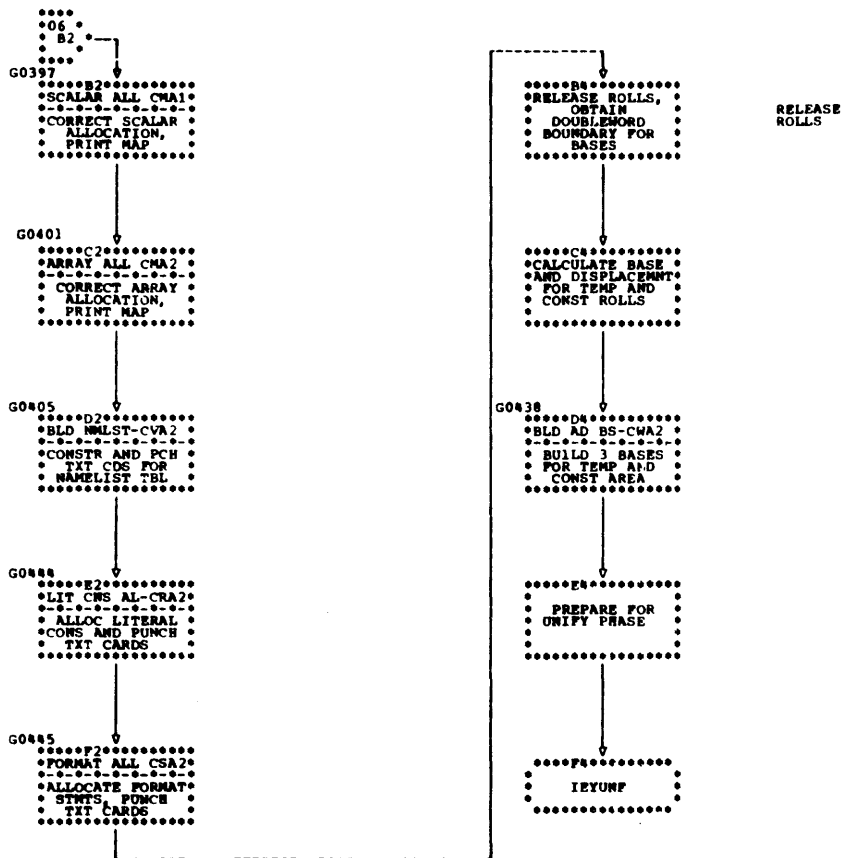 06
B2
G0397
B2
SCALAR ALL CMA1
CORRECT SCALAR
ALLOCATION,
PRINT MAP
G0401
C2
ARRAY ALL CMA2
CORRECT ARRAY
ALLOCATION,
PRINT MAP
G0405
D2
BLD NMLST-CVA2
CONSTR AND PCH
TXT CDS FOR
NAMELIST TBL
G0444
E2
LIT CNS AL-CRA2
ALLOC LITERAL
CONS AND PUNCH
TXT CARDS
G0445
F2
FORMAT ALL CSA2
ALLOCATE FORMAT
STMTS, PUNCH
TXT CARDS
B4
RELEASE ROLLS,
OBTAIN
DOUBLEWORD
BOUNDARY FOR
BASES
RELEASE
ROLLS
C4
CALCULATE BASE
AND DISPLACEMNT
FOR TEMP AND
CONST ROLLS
G0438
D4
BLD AD BS-CWA2
BUILD 3 BASES
FOR TEMP AND
CONST AREA
E4
PREPARE FOR
UNIFY PHASE
F4
IEYUNF